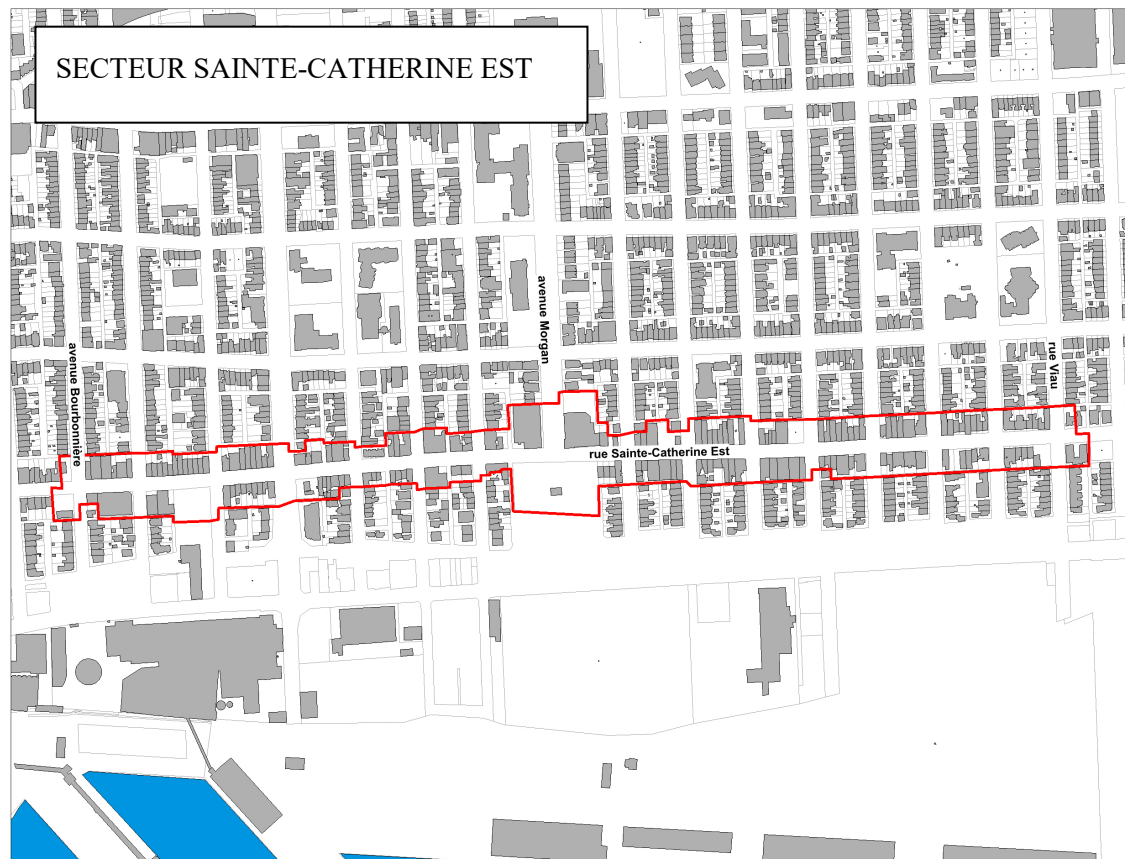 SECTEUR SAINTE-CATHERINE EST
avenue Morgan
avenue Bourbonnière
rue Viau
rue Sainte-Catherine Est